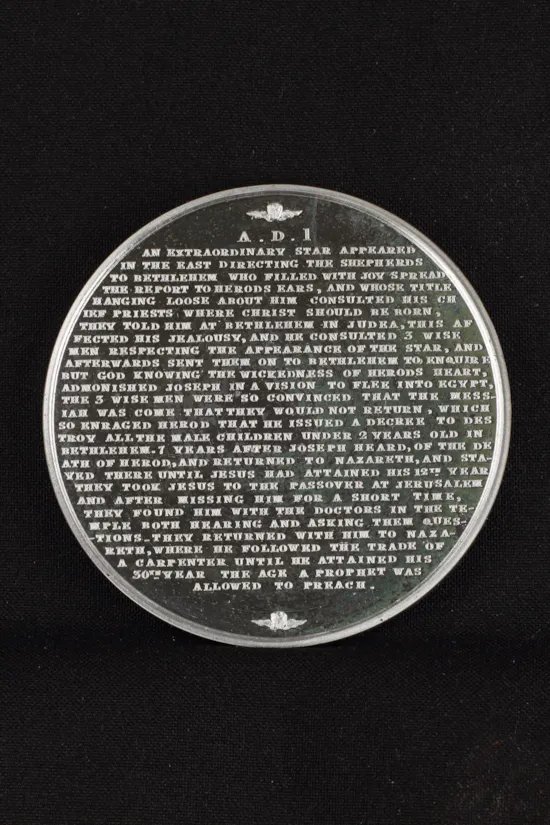 A.D.1
AN EXTRAORDINARY STAR APPEARED
IN THE EAST DIRECTING THE SHEPHERDS
TO BETHLEHEM WHO FILLED WITH JOY SPREAD
THE REPORT TO HERODS EARS, AND WHOSE TITLE
HANGING LOOSE ABOUT HIM CONSULTED HIS CH
IEF PRIESTS WHERE CHRIST SHOULD BE BORN,
THEY TOLD HIM AT BETHLEHEM IN JUDEA, THIS AF
FECTED HIS JEALOUSY, AND HE CONSULTED 3 WISE
MEN RESPECTING THE APPEARANCE OF THE STAR, AND
AFTERWARDS SENT THEM ON TO BETHLEHEM TO ENQUIRE
BUT GOD KNOWING THE WICKEDNESS OF HERODS HEART,
ADMONISHED JOSEPH IN A VISION TO FLEE INTO EGYPT,
THE 3 WISE MEN WERE SO CONVINCED THAT THE MESS-
IAH WAS COME THAT THEY WOULD NOT RETURN, WHICH
SO ENRAGED HEROD THAT HE ISSUED A DECREE TO DES
TROY ALL THE MALE CHILDREN UNDER 2 YEARS OLD IN
BETHLEHEM. 7 YEARS AFTER JOSEPH HEARD, OF THE DE
ATH OF HEROD, AND RETURNED TO NAZARETH, AND STA-
YED THERE UNTIL JESUS HAD ATTAINED HIS 12TH YEAR
THEY TOOK JESUS TO THE PASSOVER AT JERUSALEM
AND AFTER MISSING HIM FOR A SHORT TIME,
THEY FOUND HIM WITH THE DOCTORS IN THE TE-
MPLE BOTH HEARING AND ASKING THEM QUES-
-TIONS_THEY RETURNED WITH HIM TO NAZA-
RETH, WHERE HE FOLLOWED THE TRADE OF
A CARPENTER UNTIL HE ATTAINED HIS
30TH YEAR THE AGE A PROPHET WAS
ALLOWED TO PREACH.